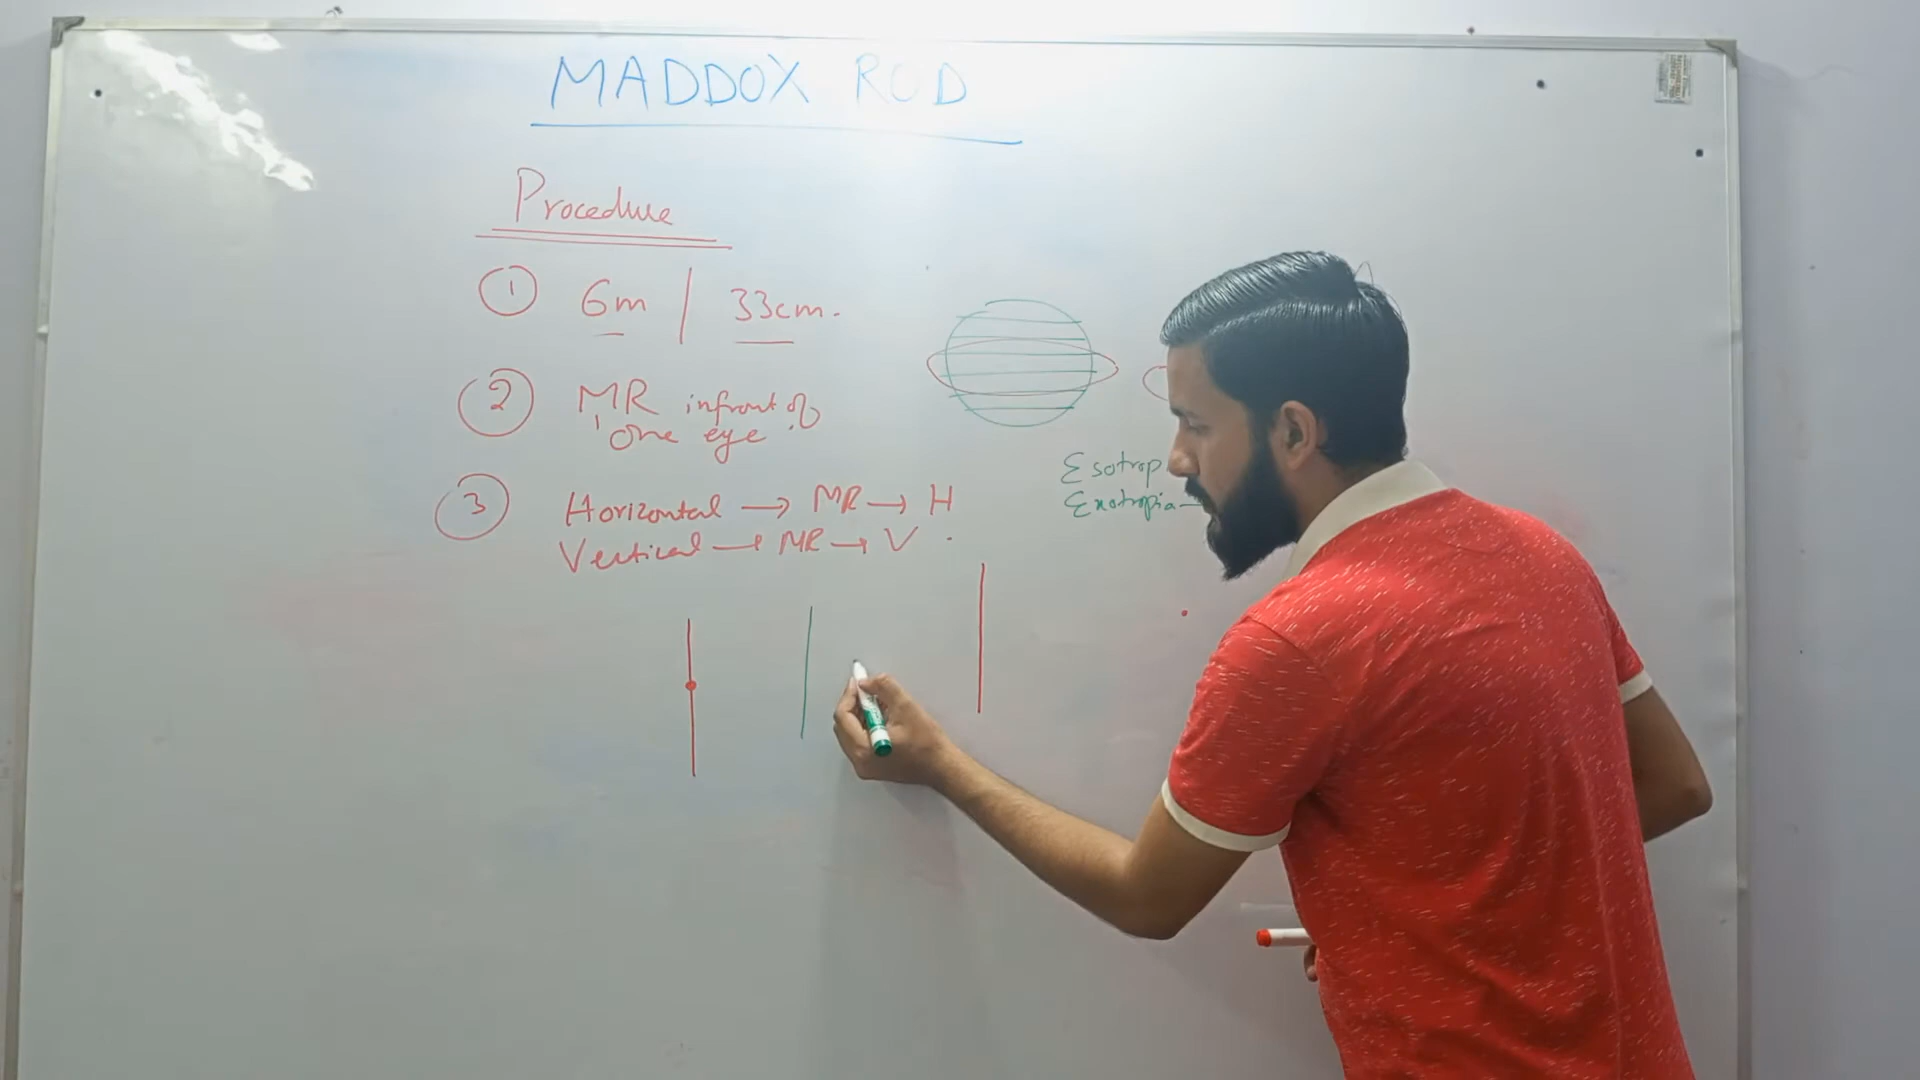 MADDOX ROD
Procedure
1 6m / 33cm.
2 MR infront of
one eye.
3 Horizontal → MR → H
Vertical → MR → V .
Esotrop
Exotropia